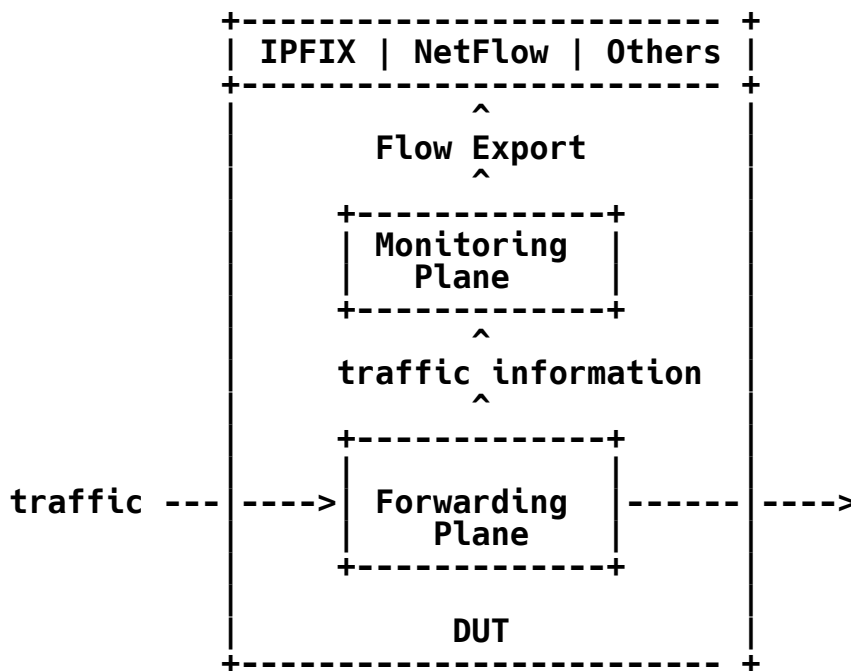 +------------------------- +
| IPFIX | NetFlow | Others |
+------------------------- +
|            ^             |
|       Flow Export        |
|            ^             |
|     +-------------+      |
|     | Monitoring  |      |
|     |   Plane     |      |
|     +-------------+      |
|            ^             |
|     traffic information  |
|            ^             |
|     +-------------+      |
|     |             |      |
traffic ---|---->| Forwarding  |------|---->
|     |    Plane    |      |
|     +-------------+      |
|                          |
|           DUT            |
+------------------------- +